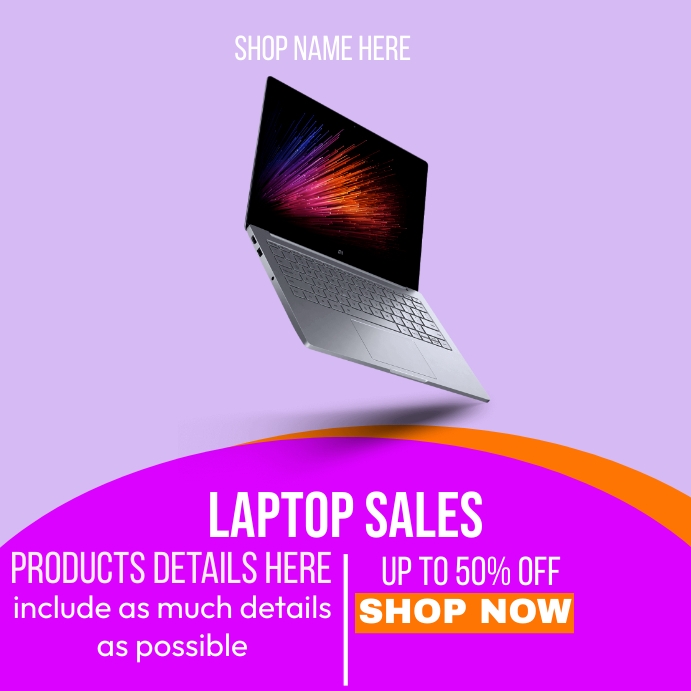 SHOP NAME HERE
LAPTOP SALES
PRODUCTS DETAILS HERE
include as much details
as possible
UP TO 50% OFF
SHOP NOW